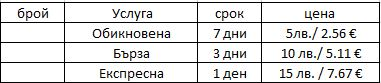 брой Услуга срок цена
Обикновена 7 дни 5лв./ 2.56 €
Бърза 3 дни 10 лв./ 5.11 €
Експресна 1 ден 15 лв./ 7.67 €